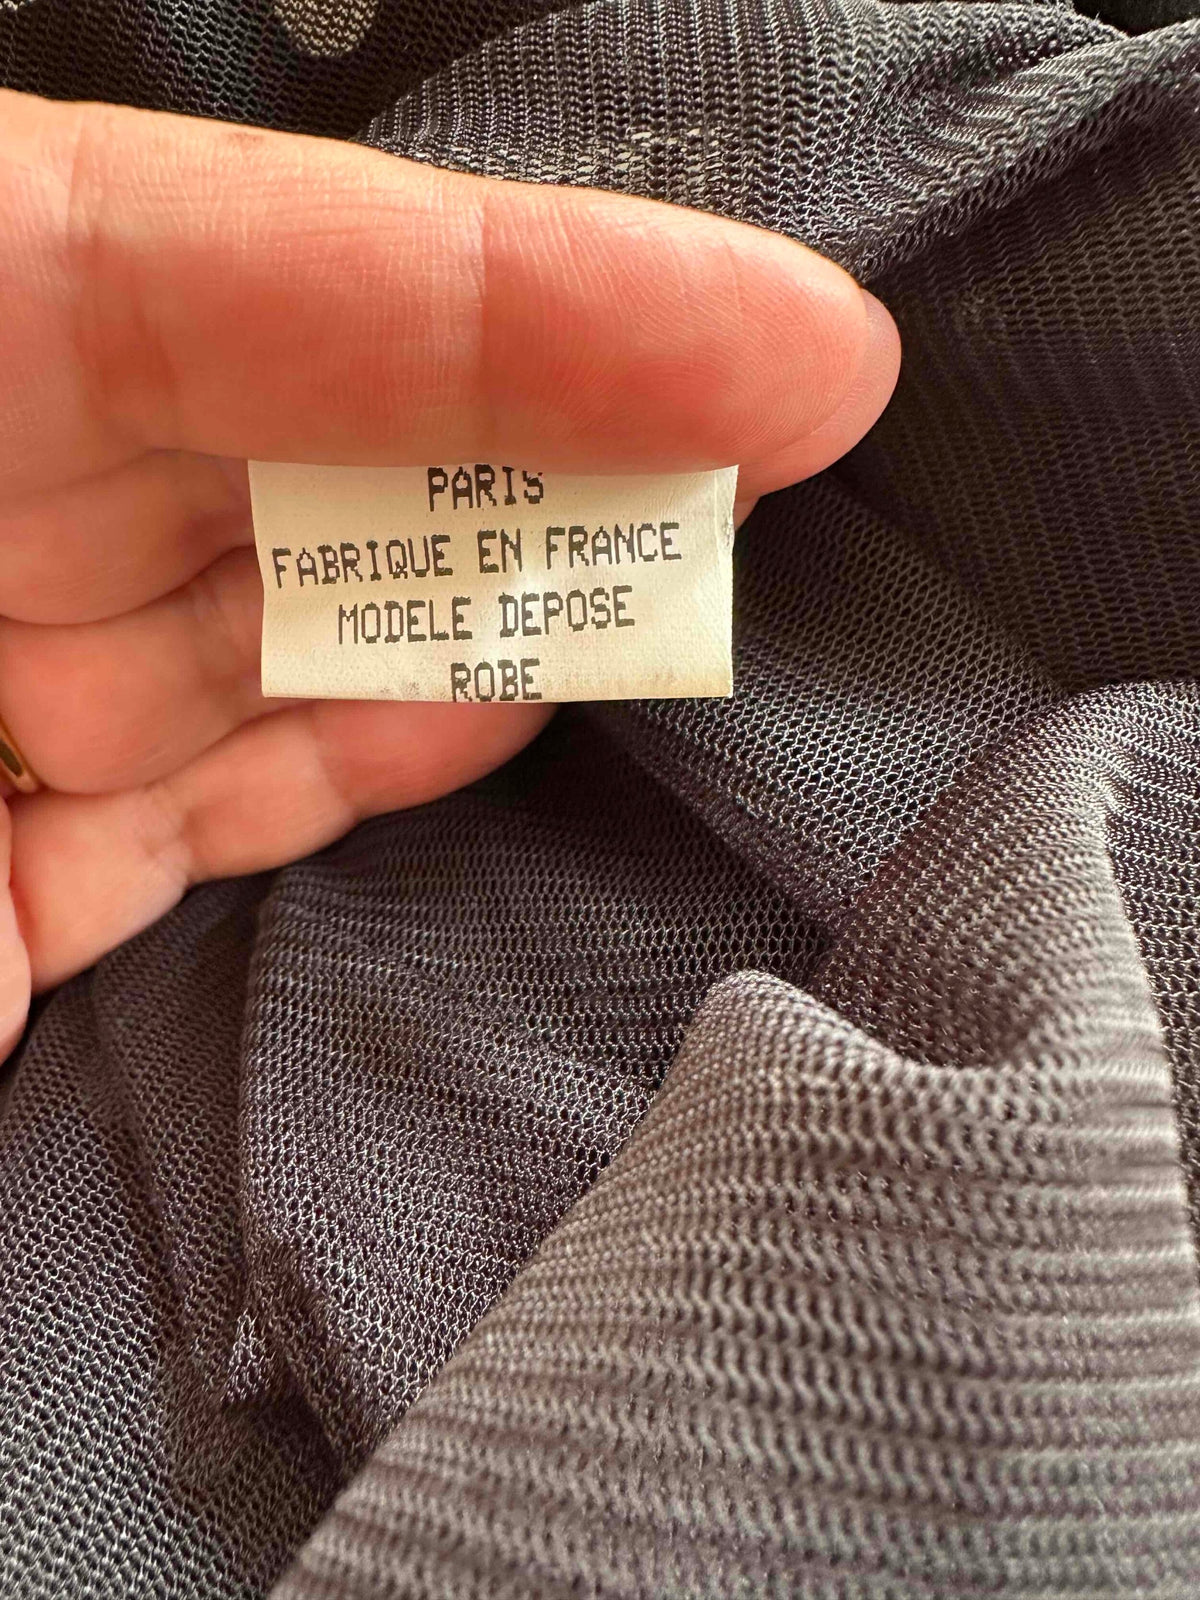 PARIS
FABRIQUE EN FRANCE
MODELE DEPOSE
ROBE